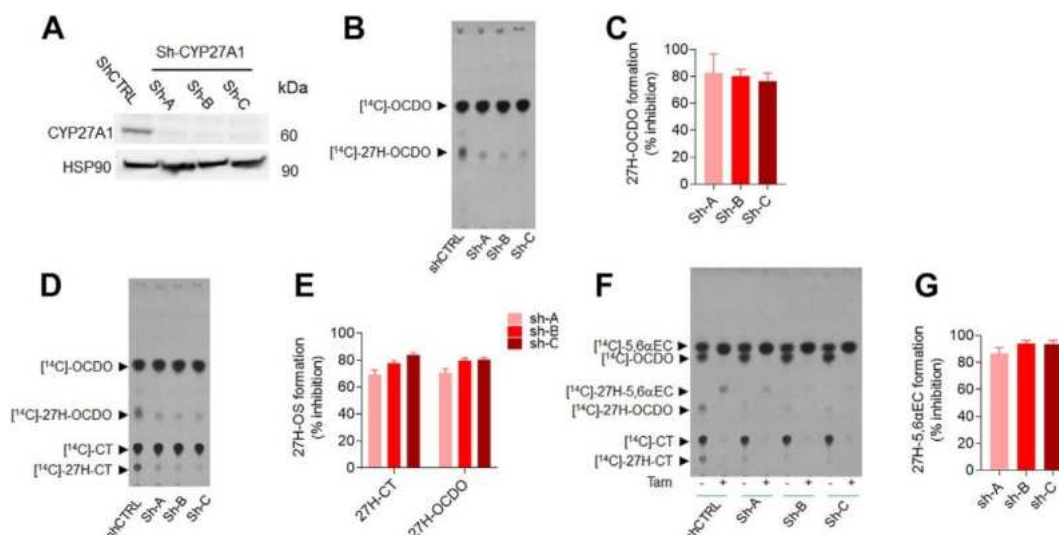 A
Sh-CYP27A1
ShCTRL
Sh-A
Sh-B
Sh-C
kDa
CYP27A1
60
HSP90
90
B
[¹⁴C]-OCDO
[¹⁴C]-27H-OCDO
shCTRL
Sh-A
Sh-B
Sh-C
C
27H-OCDO formation
(% inhibition)
100
80
60
40
20
0
Sh-A
Sh-B
Sh-C
D
[¹⁴C]-OCDO
[¹⁴C]-27H-OCDO
[¹⁴C]-CT
[¹⁴C]-27H-CT
shCTRL
Sh-A
Sh-B
Sh-C
E
sh-A
sh-B
sh-C
27H-OS formation
(% inhibition)
100
80
60
40
20
0
27H-CT
27H-OCDO
F
[¹⁴C]-5,6αEC
[¹⁴C]-OCDO
[¹⁴C]-27H-5,6αEC
[¹⁴C]-27H-OCDO
[¹⁴C]-CT
[¹⁴C]-27H-CT
Tam
- + - + - + - +
shCTRL
Sh-A
Sh-B
Sh-C
G
27H-5,6αEC formation
(% inhibition)
100
80
60
40
20
0
sh-A
sh-B
sh-C